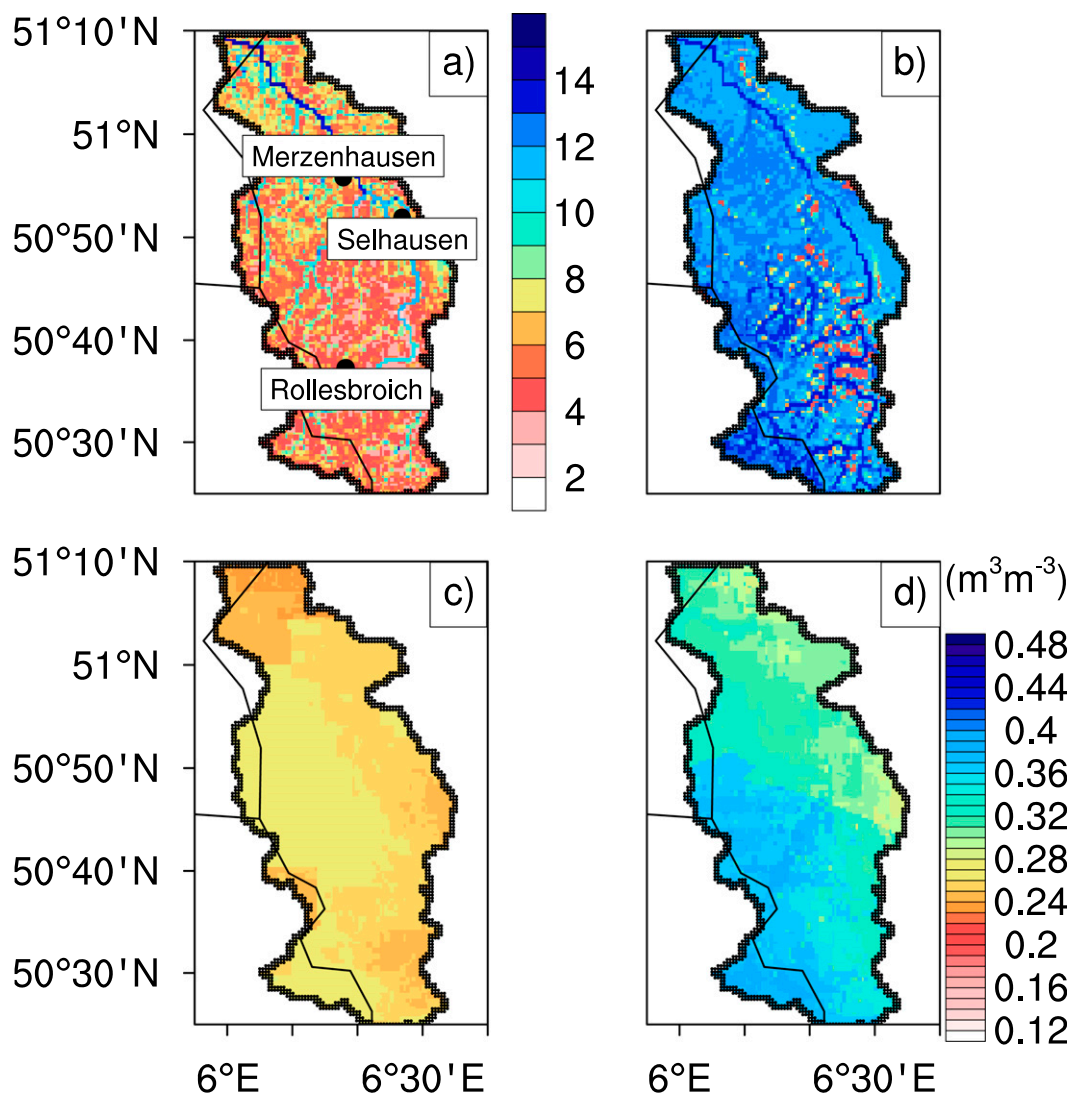 51°10'N
51°N
50°50'N
50°40'N
50°30'N
a)
Merzenhausen
Selhausen
Rollesbroich
14
12
10
8
6
4
2
b)
51°10'N
51°N
50°50'N
50°40'N
50°30'N
c)
6°E
6°30'E
d)
6°E
6°30'E
(m³m⁻³)
0.48
0.44
0.4
0.36
0.32
0.28
0.24
0.2
0.16
0.12